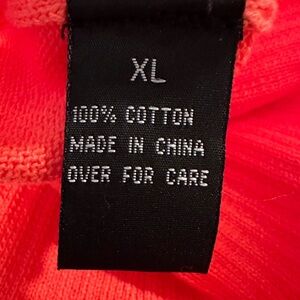 XL
100% COTTON
MADE IN CHINA
OVER FOR CARE